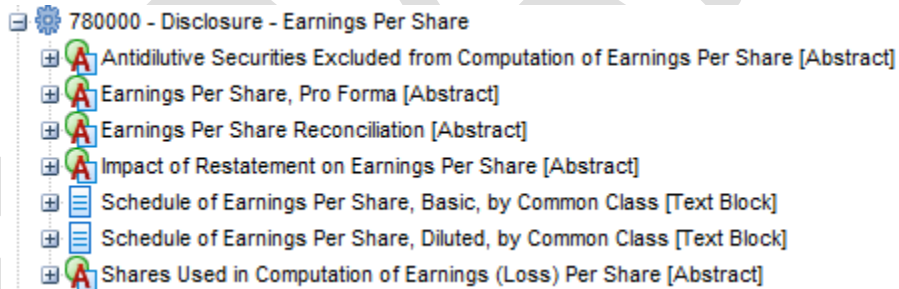 780000 - Disclosure - Earnings Per Share
Antidilutive Securities Excluded from Computation of Earnings Per Share [Abstract]
Earnings Per Share, Pro Forma [Abstract]
Earnings Per Share Reconciliation [Abstract]
Impact of Restatement on Earnings Per Share [Abstract]
Schedule of Earnings Per Share, Basic, by Common Class [Text Block]
Schedule of Earnings Per Share, Diluted, by Common Class [Text Block]
Shares Used in Computation of Earnings (Loss) Per Share [Abstract]